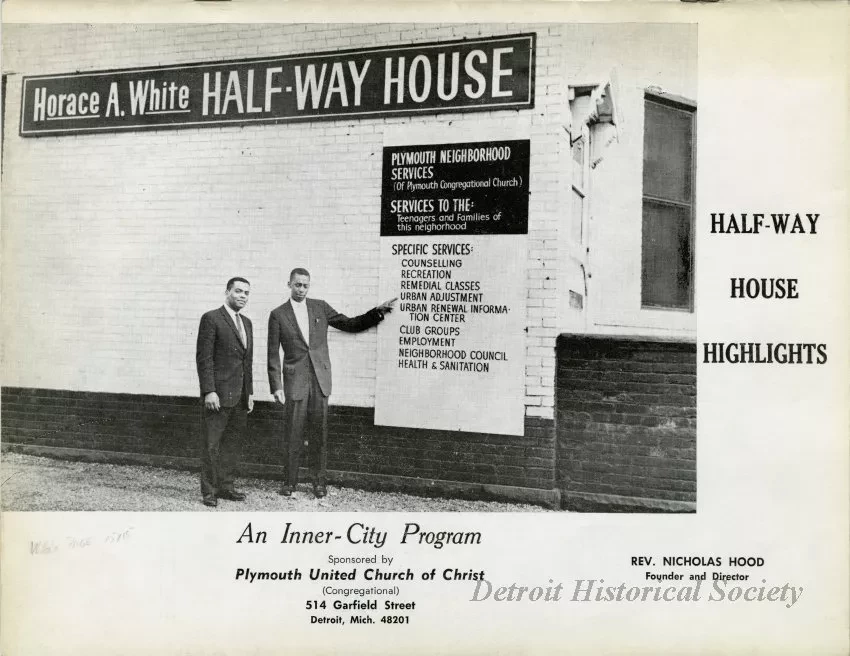 Horace A. White HALF-WAY HOUSE
PLYMOUTH NEIGHBORHOOD
SERVICES
(Of Plymouth Congregational Church)
SERVICES TO THE:
Teenagers and Families of
this neighorhood
SPECIFIC SERVICES:
COUNSELLING
RECREATION
REMEDIAL CLASSES
URBAN ADJUSTMENT
URBAN RENEWAL INFORMA-
TION CENTER
CLUB GROUPS
EMPLOYMENT
NEIGHBORHOOD COUNCIL
HEALTH & SANITATION
HALF-WAY
HOUSE
HIGHLIGHTS
An Inner-City Program
Sponsored by
Plymouth United Church of Christ
(Congregational)
514 Garfield Street
Detroit, Mich. 48201
REV. NICHOLAS HOOD
Founder and Director
Detroit Historical Society